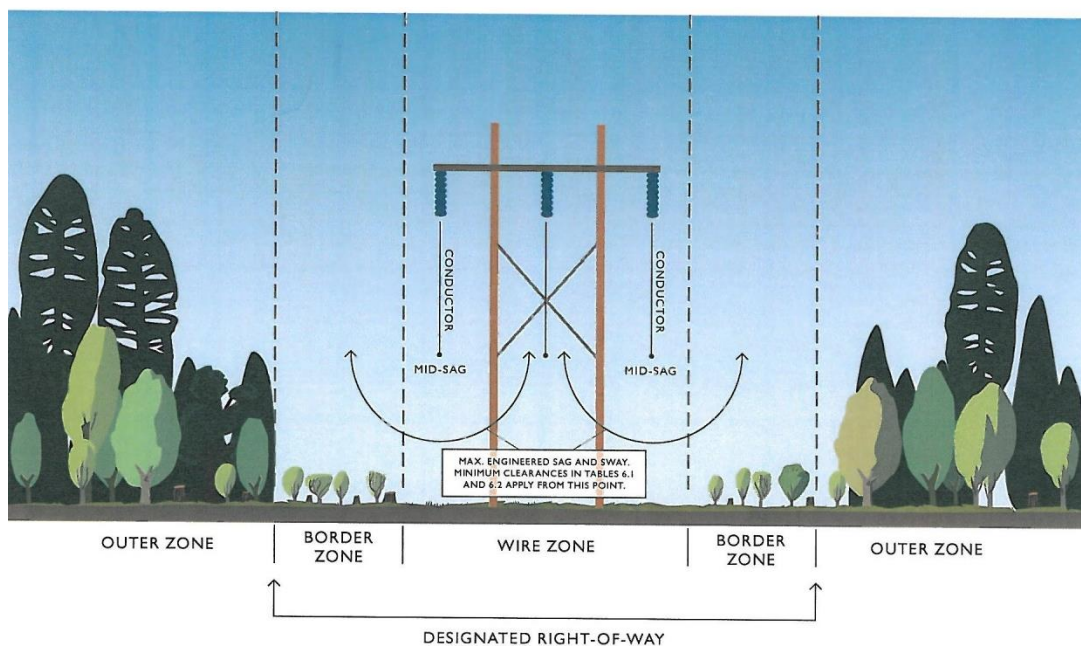 CONDUCTOR
CONDUCTOR
MID-SAG
MID-SAG
MAX. ENGINEERED SAG AND SWAY.
MINIMUM CLEARANCES IN TABLES 6.1
AND 6.2 APPLY FROM THIS POINT.
OUTER ZONE
BORDER
ZONE
WIRE ZONE
BORDER
ZONE
OUTER ZONE
DESIGNATED RIGHT-OF-WAY